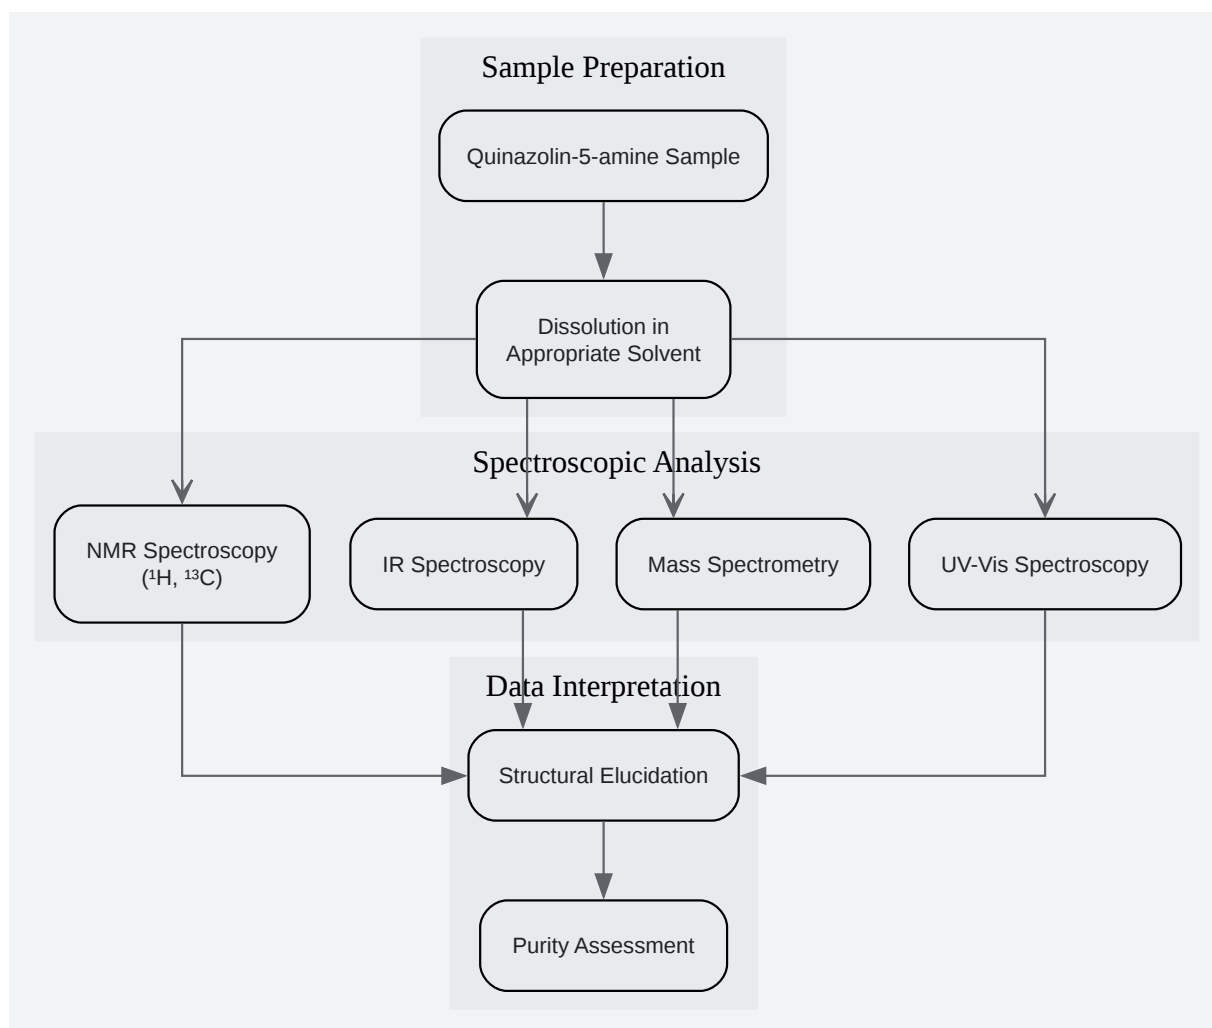 Sample Preparation
Quinazolin-5-amine Sample
Dissolution in
Appropriate Solvent
Spectroscopic Analysis
NMR Spectroscopy
(¹H, ¹³C)
IR Spectroscopy
Mass Spectrometry
UV-Vis Spectroscopy
Data Interpretation
Structural Elucidation
Purity Assessment